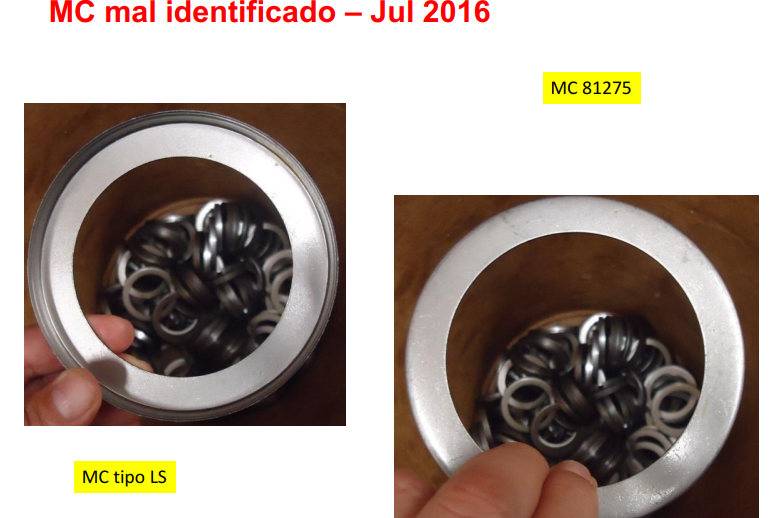 MC mal identificado – Jul 2016
MC 81275
MC tipo LS